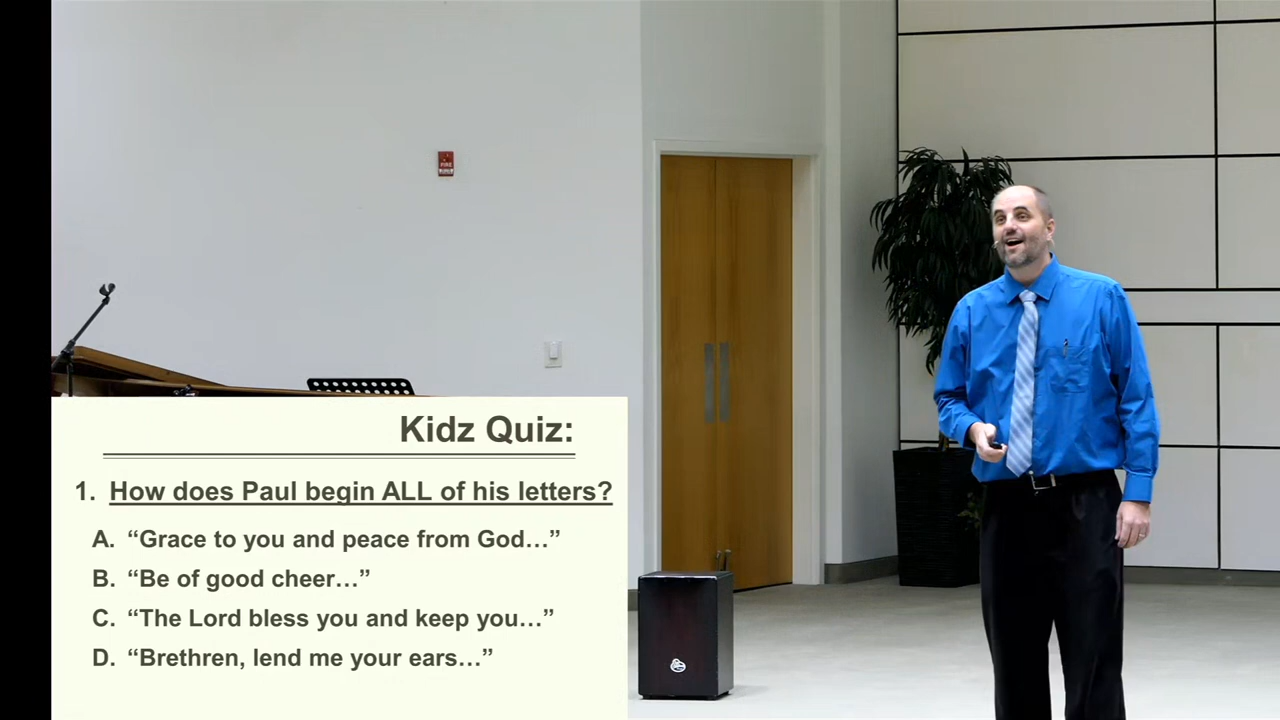 FIRE
Kidz Quiz:
1. How does Paul begin ALL of his letters?
A. “Grace to you and peace from God…”
B. “Be of good cheer…”
C. “The Lord bless you and keep you…”
D. “Brethren, lend me your ears…”